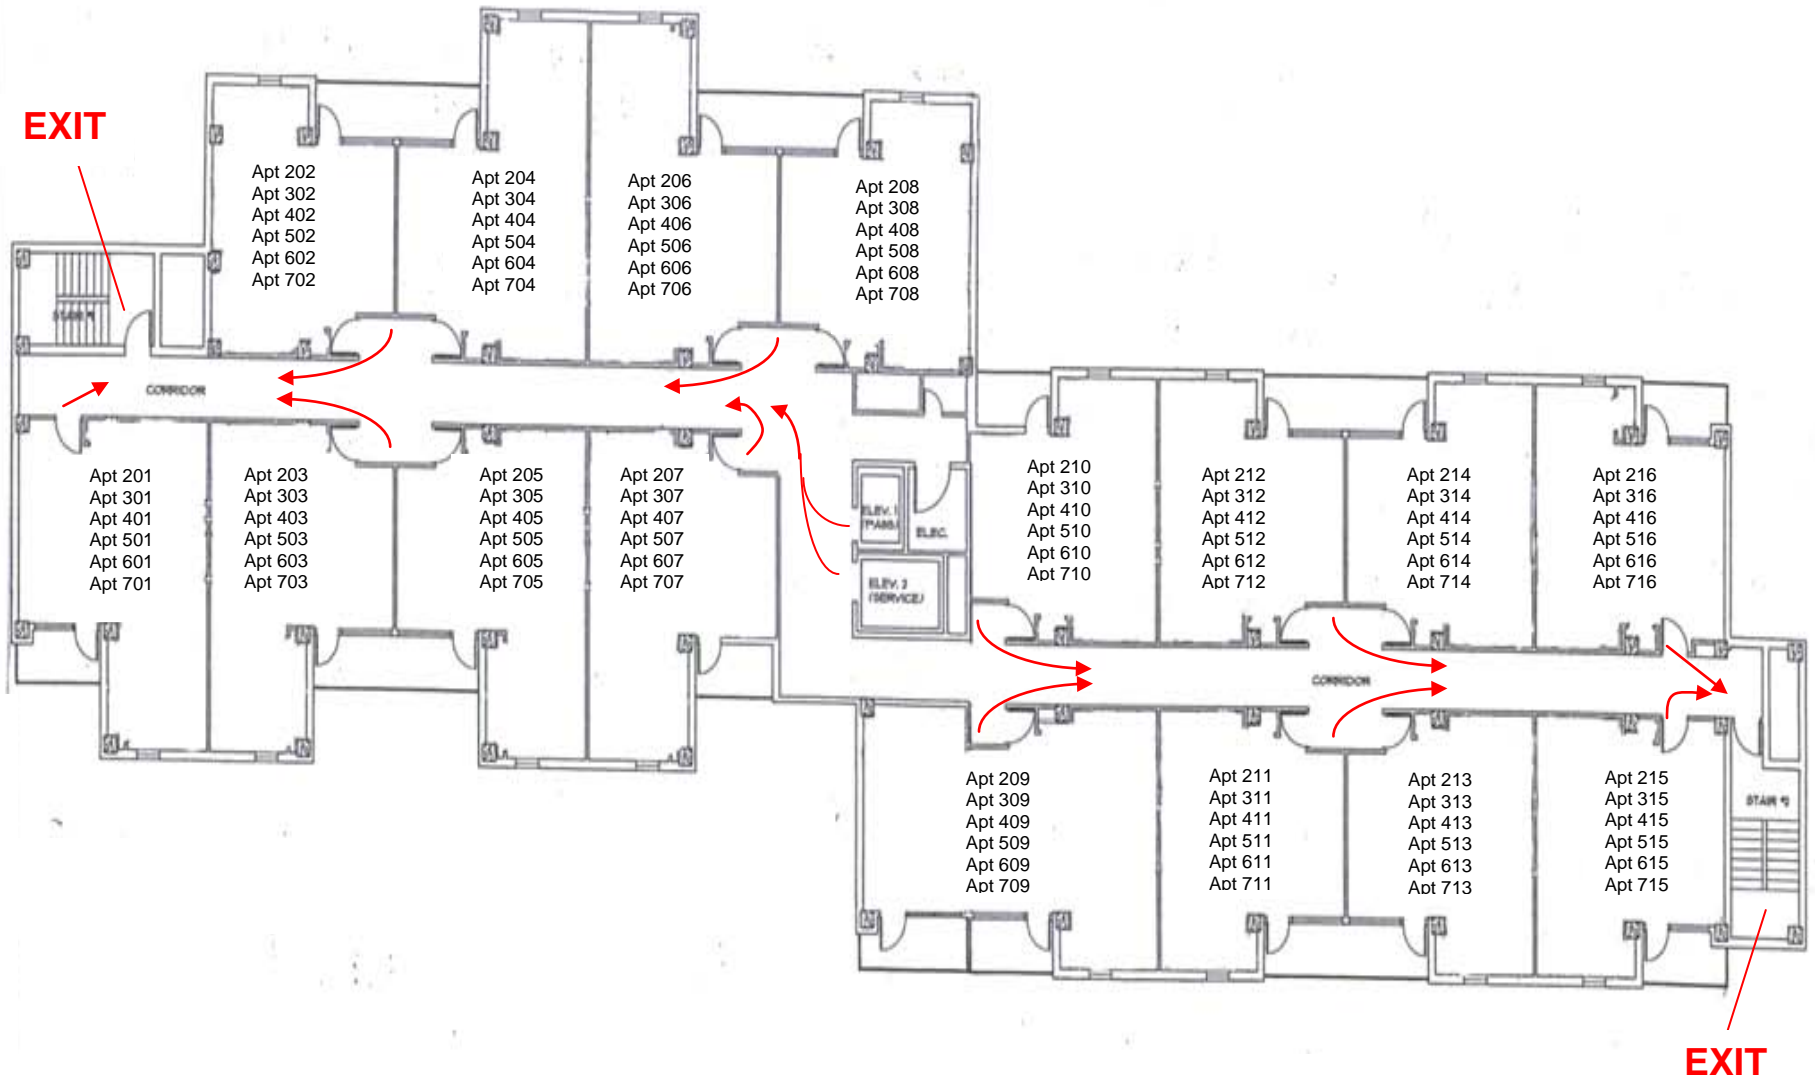 EXIT
Apt 202
Apt 302
Apt 402
Apt 502
Apt 602
Apt 702
Apt 204
Apt 304
Apt 404
Apt 504
Apt 604
Apt 704
Apt 206
Apt 306
Apt 406
Apt 506
Apt 606
Apt 706
Apt 208
Apt 308
Apt 408
Apt 508
Apt 608
Apt 708
STAIR #1
CORRIDOR
Apt 201
Apt 301
Apt 401
Apt 501
Apt 601
Apt 701
Apt 203
Apt 303
Apt 403
Apt 503
Apt 603
Apt 703
Apt 205
Apt 305
Apt 405
Apt 505
Apt 605
Apt 705
Apt 207
Apt 307
Apt 407
Apt 507
Apt 607
Apt 707
ELEV. 1
(PASS.)
ELEC.
ELEV. 2
(SERVICE)
Apt 210
Apt 310
Apt 410
Apt 510
Apt 610
Apt 710
Apt 212
Apt 312
Apt 412
Apt 512
Apt 612
Apt 712
Apt 214
Apt 314
Apt 414
Apt 514
Apt 614
Apt 714
Apt 216
Apt 316
Apt 416
Apt 516
Apt 616
Apt 716
CORRIDOR
Apt 209
Apt 309
Apt 409
Apt 509
Apt 609
Apt 709
Apt 211
Apt 311
Apt 411
Apt 511
Apt 611
Apt 711
Apt 213
Apt 313
Apt 413
Apt 513
Apt 613
Apt 713
Apt 215
Apt 315
Apt 415
Apt 515
Apt 615
Apt 715
STAIR #2
EXIT